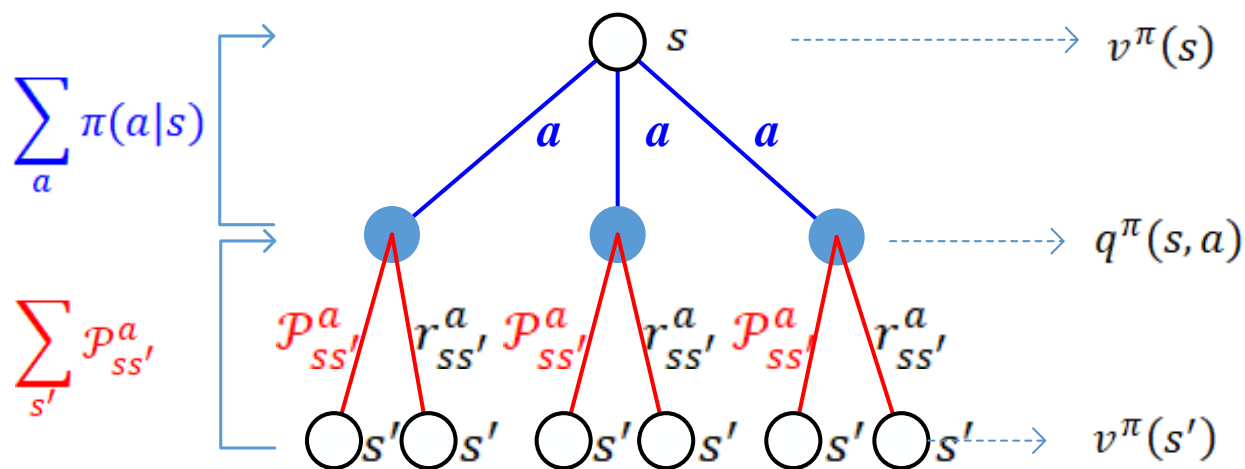 s
v^π(s)
∑_a π(a|s)
a a a
q^π(s, a)
∑_{s'} 𝒫^a_{ss'}
𝒫^a_{ss'} r^a_{ss'} 𝒫^a_{ss'} r^a_{ss'} 𝒫^a_{ss'} r^a_{ss'}
s' s' s' s' s' s'
v^π(s')